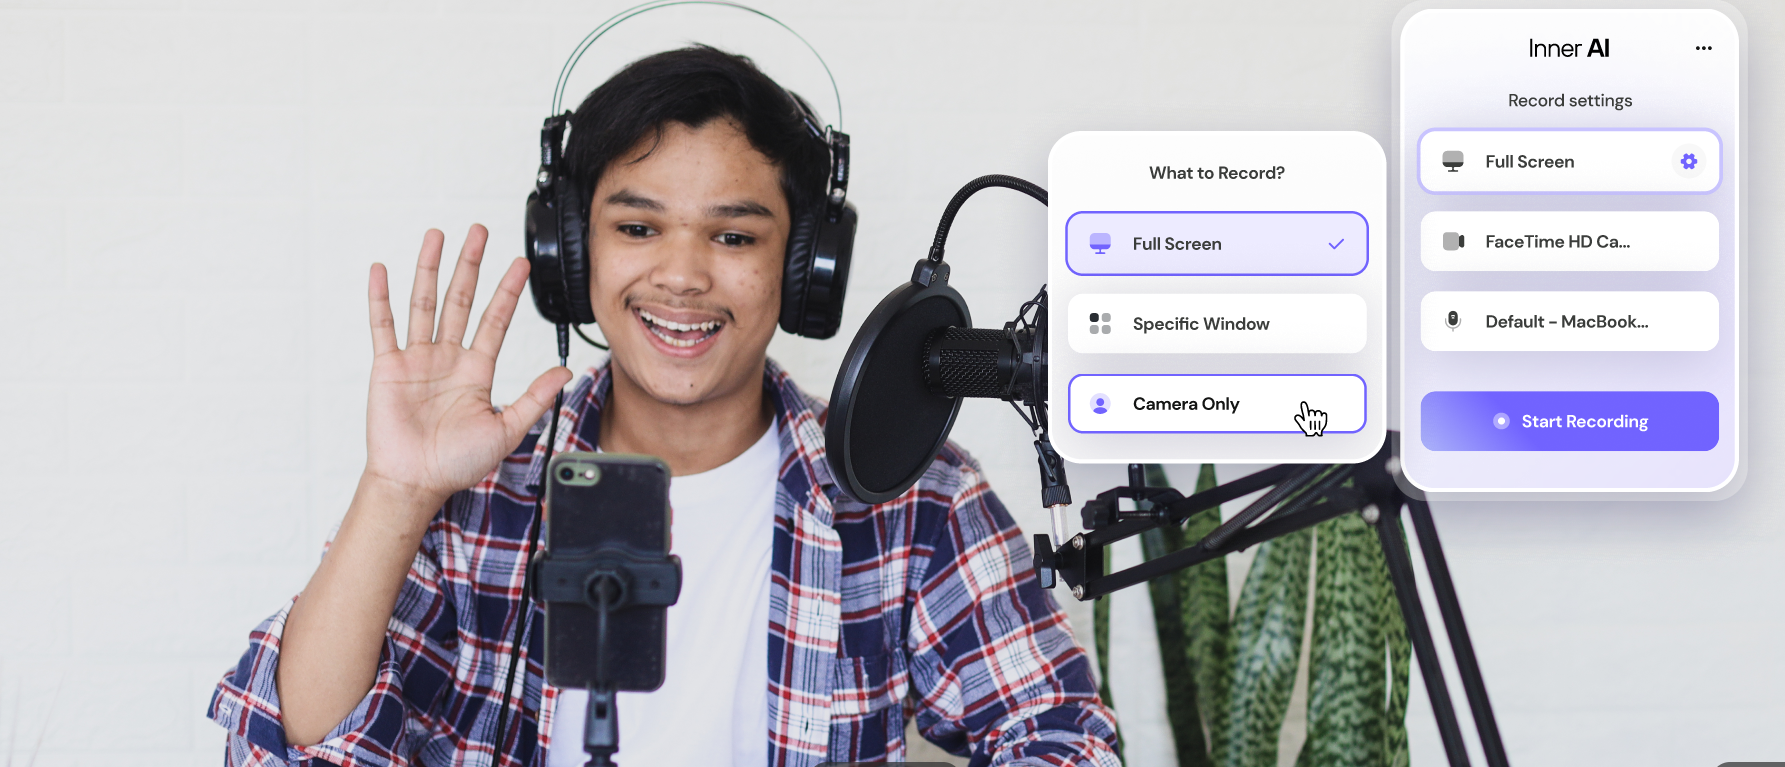 Inner AI
Record settings
Full Screen
FaceTime HD Ca...
Default - MacBook...
Start Recording
What to Record?
Full Screen
Specific Window
Camera Only